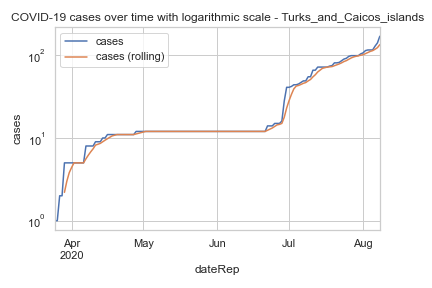 COVID-19 cases over time with logarithmic scale - Turks_and_Caicos_islands
cases
cases (rolling)
10²
10¹
10⁰
cases
Apr
2020
May
Jun
Jul
Aug
dateRep